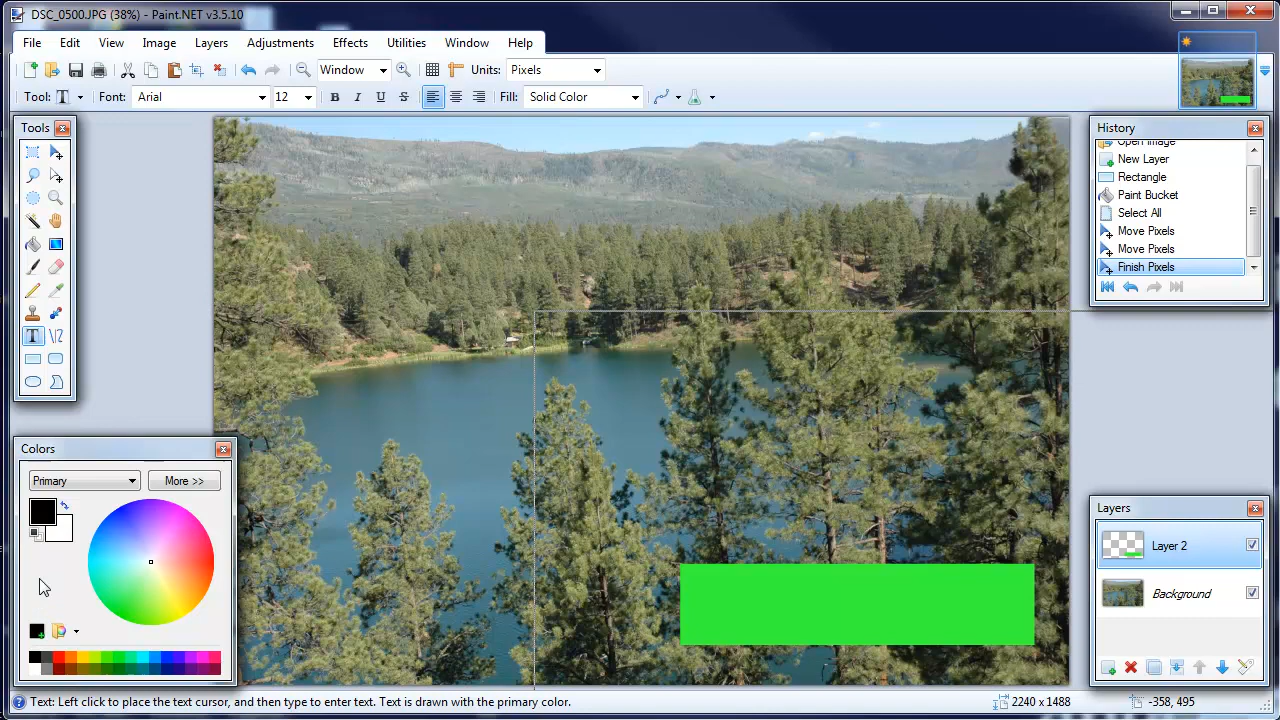 DSC_0500.JPG (38%) - Paint.NET v3.5.10
File Edit View Image Layers Adjustments Effects Utilities Window Help
Window Units: Pixels
Tool: T Font: Arial 12 B I U S Fill: Solid Color
Tools
History
Open Image
New Layer
Rectangle
Paint Bucket
Select All
Move Pixels
Move Pixels
Finish Pixels
Colors
Primary More >>
Layers
Layer 2
Background
Text: Left click to place the text cursor, and then type to enter text. Text is drawn with the primary color. 2240 x 1488 -358, 495